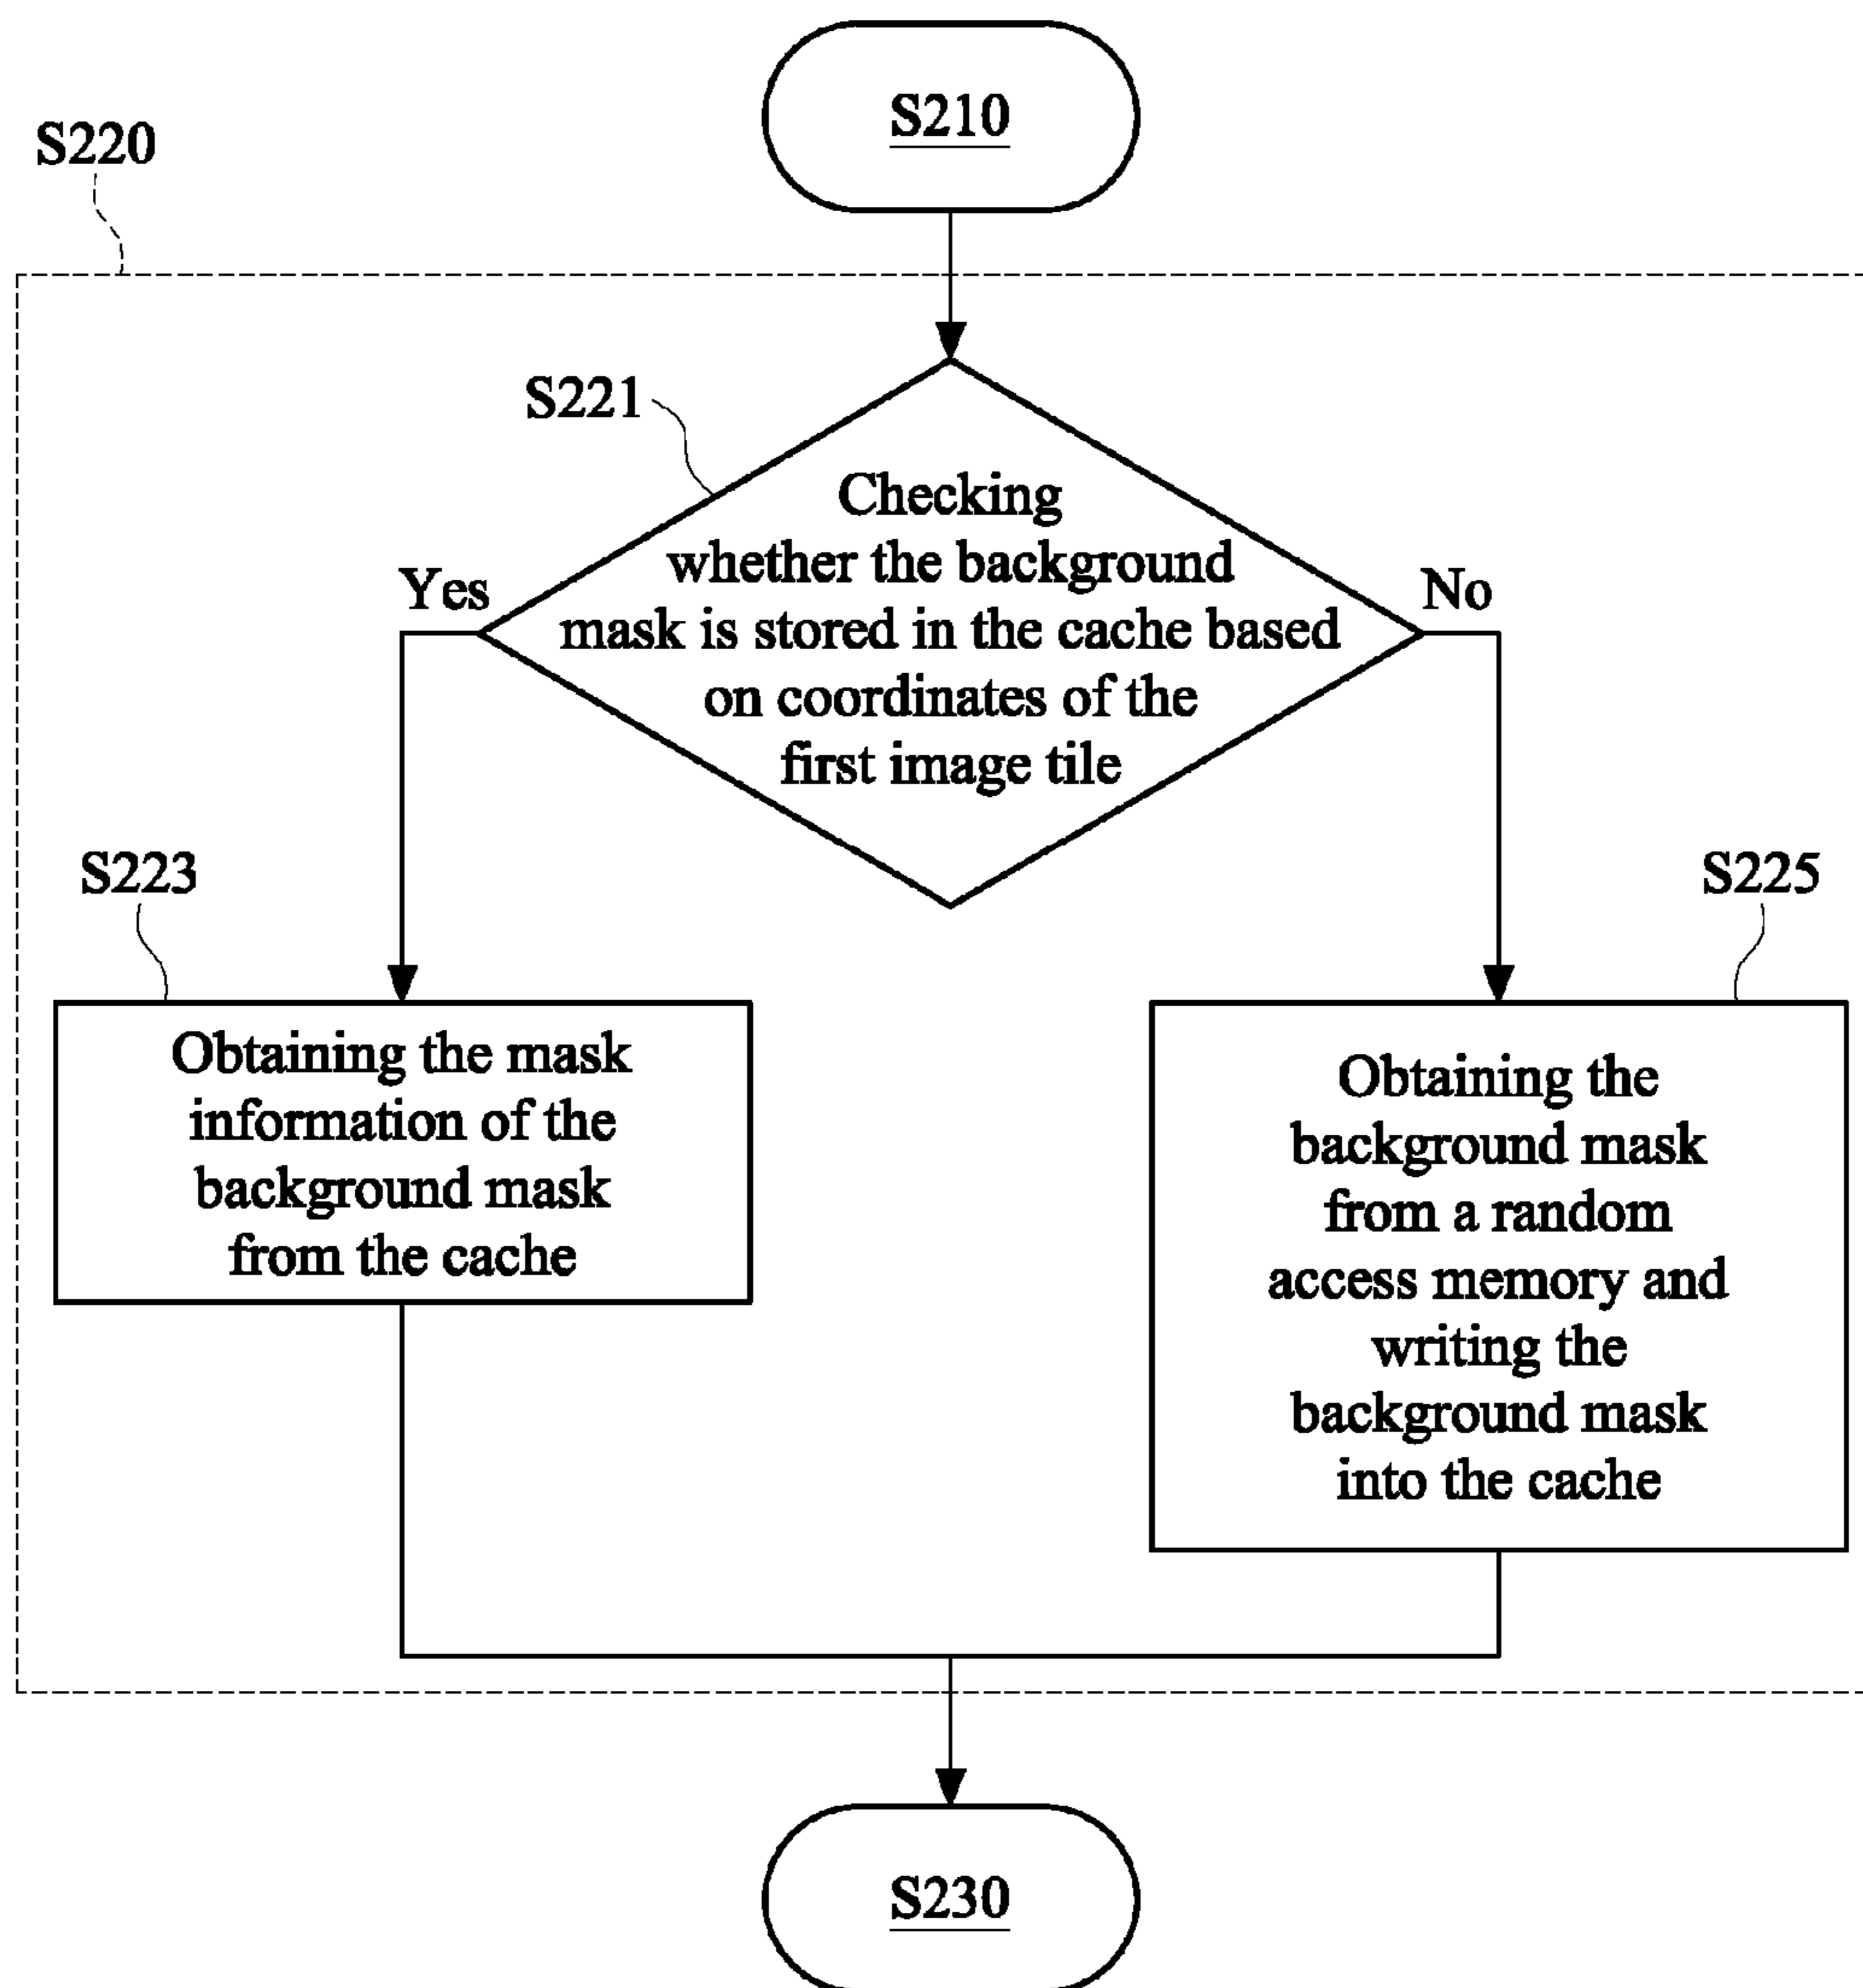 S210
S220
S221
Checking
whether the background
mask is stored in the cache based
on coordinates of the
first image tile
Yes
No
S223
S225
Obtaining the mask
information of the
background mask
from the cache
Obtaining the
background mask
from a random
access memory and
writing the
background mask
into the cache
S230